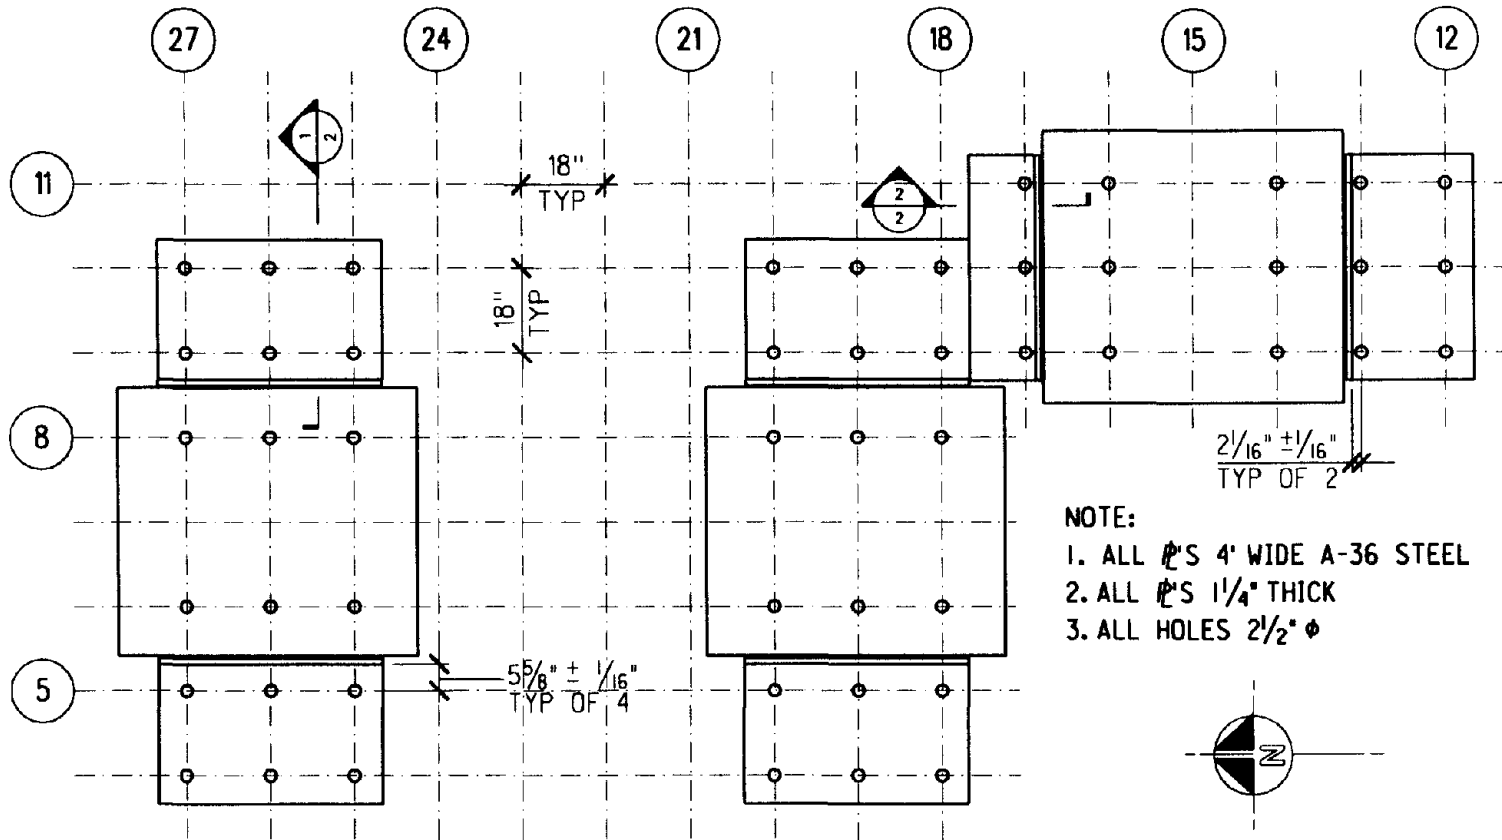 27 24 21 18 15 12
1
2
11
18"
TYP
2
2
18"
TYP
8
2 1/16" ±1/16"
TYP OF 2
NOTE:
1. ALL ℄'S 4' WIDE A-36 STEEL
2. ALL ℄'S 1 1/4" THICK
3. ALL HOLES 2 1/2" ϕ
5
5 5/8" ± 1/16"
TYP OF 4
N